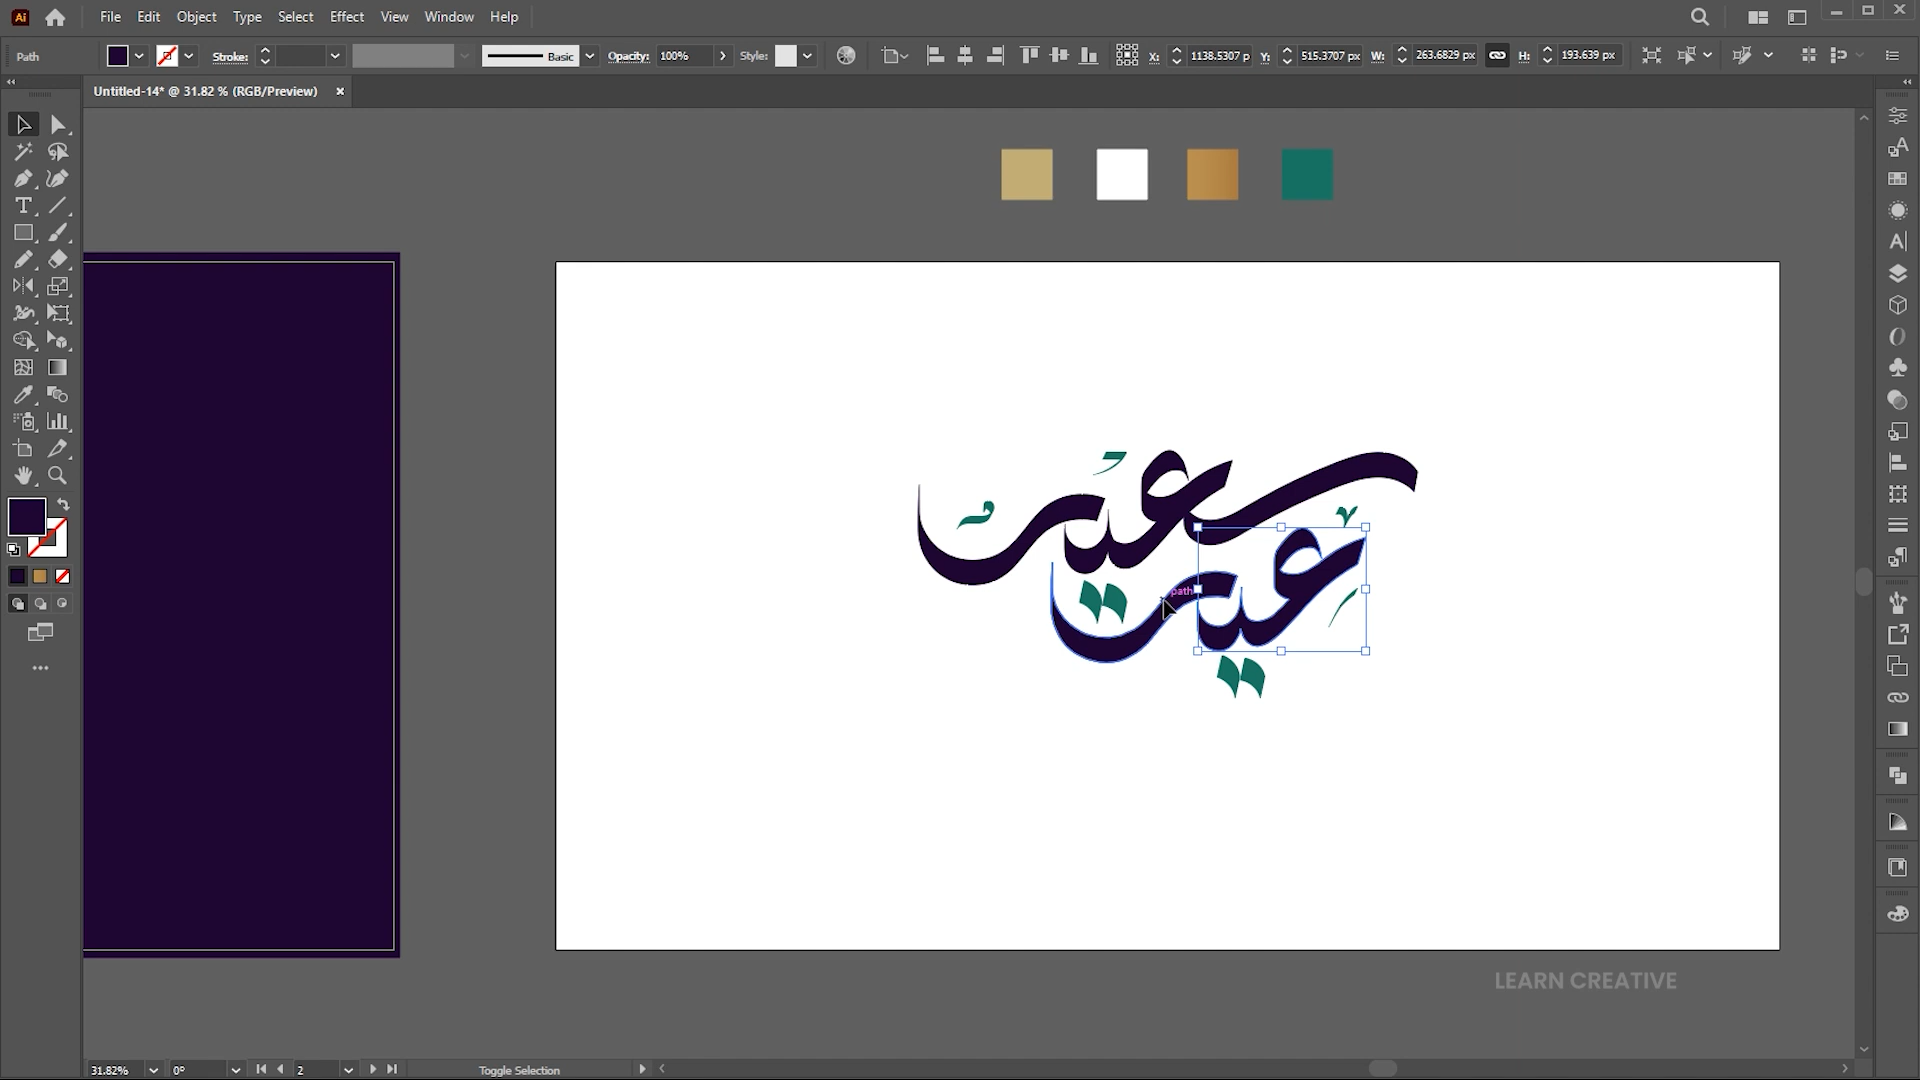 Ai File Edit Object Type Select Effect View Window Help
Path Stroke: Basic Opacity: 100% Style: X: 1138.5307 p Y: 515.3707 px W: 263.6829 px H: 193.639 px
Untitled-14* @ 31.82 % (RGB/Preview)
سعيد
عيد
path
LEARN CREATIVE
31.82% 0° 2 Toggle Selection